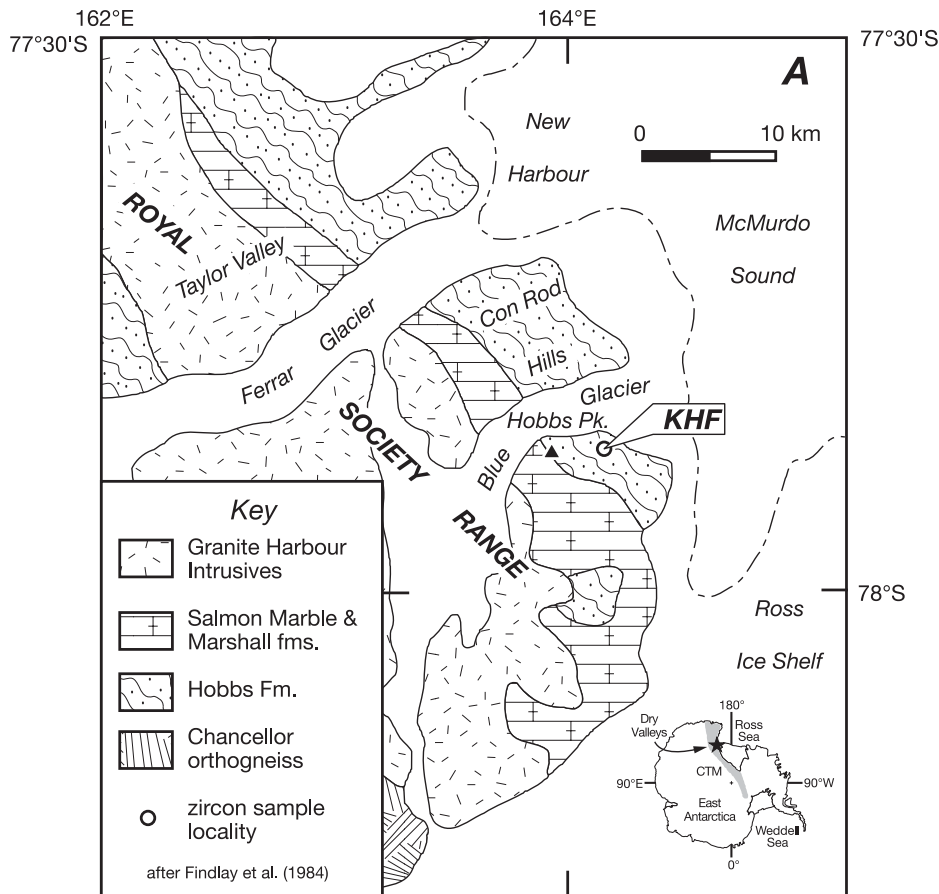 162°E
164°E
77°30'S
77°30'S
A
New
Harbour
0 10 km
ROYAL
McMurdo
Sound
Taylor Valley
Con Rod
Hills
Ferrar Glacier
Glacier
Hobbs Pk.
KHF
SOCIETY
Blue
RANGE
78°S
Ross
Ice Shelf
Key
Granite Harbour
Intrusives
Salmon Marble &
Marshall fms.
Hobbs Fm.
Chancellor
orthogneiss
zircon sample
locality
after Findlay et al. (1984)
180°
Dry
Valleys
Ross
Sea
CTM
90°E
90°W
East
Antarctica
Weddell
Sea
0°